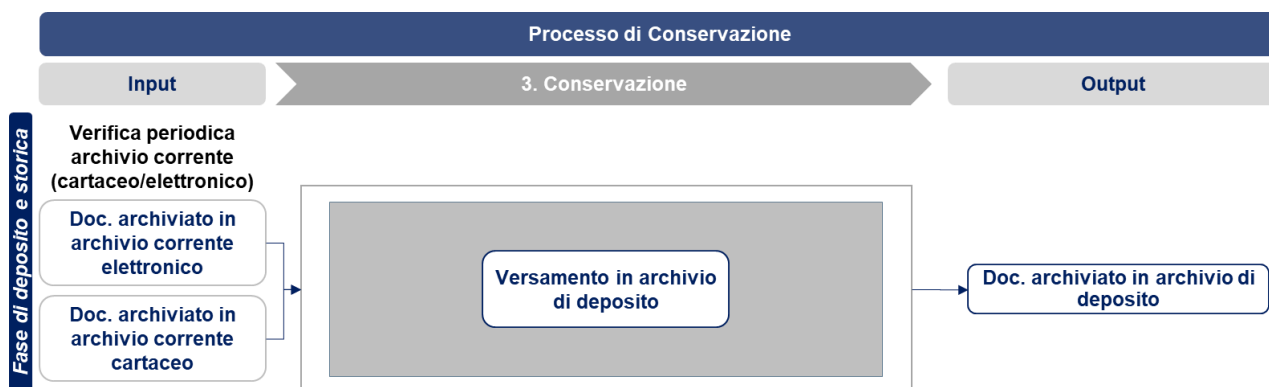 Processo di Conservazione
Input
3. Conservazione
Output
Fase di deposito e storica
Verifica periodica
archivio corrente
(cartaceo/elettronico)
Doc. archiviato in
archivio corrente
elettronico
Doc. archiviato in
archivio corrente
cartaceo
Versamento in archivio
di deposito
Doc. archiviato in archivio di
deposito